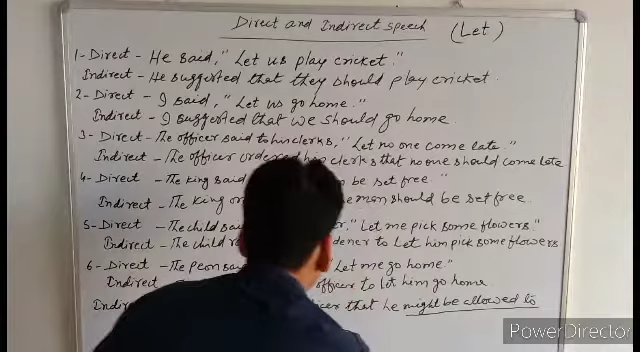 Direct and Indirect speech (Let)
1- Direct - He said, "Let us play cricket."
Indirect - He suggested that they should play cricket.
2- Direct - I said, "Let us go home."
Indirect - I suggested that we should go home.
3- Direct - The officer said to his clerks, "Let no one come late."
Indirect - The officer ordered his clerks that no one should come late
4- Direct - The king said be set free "
Indirect - The king man should be set free.
5- Direct - The child "Let me pick some flowers."
Indirect - The child to Let him pick some flowers.
6- Direct - The peon Let me go home."
Indirect officer to let him go home
that he might be allowed to
PowerDirector